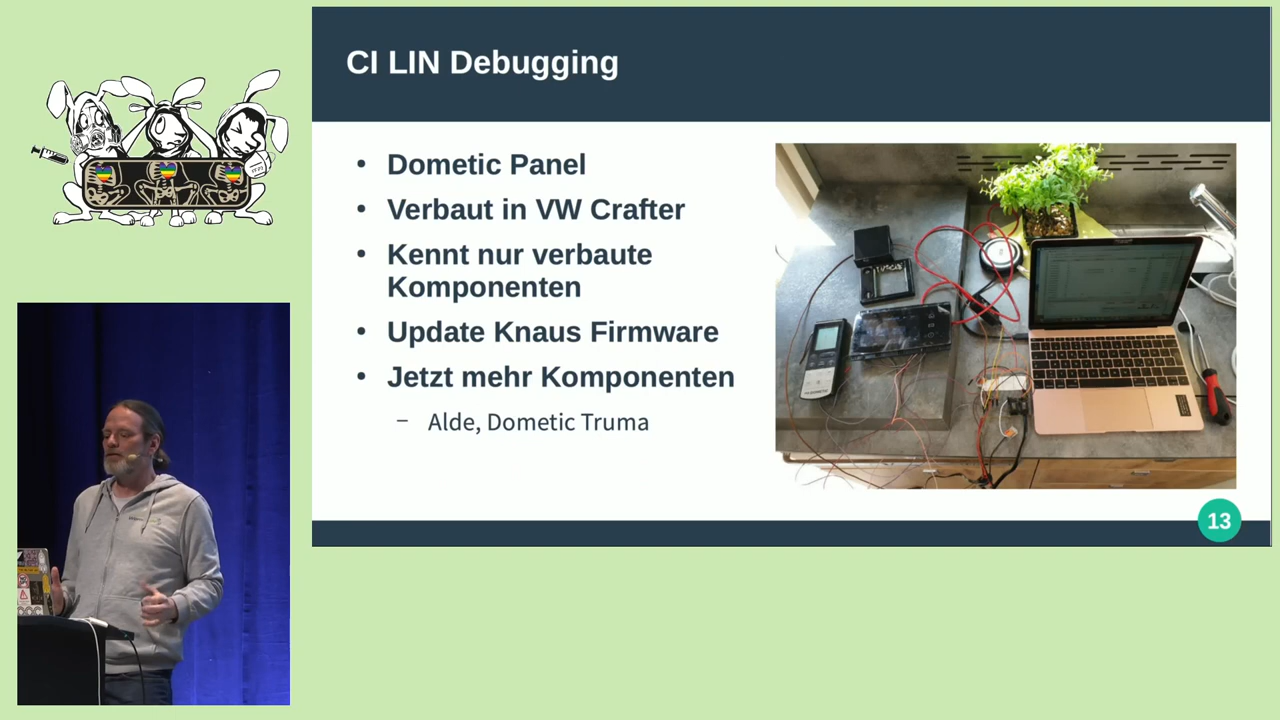 CI LIN Debugging
• Dometic Panel
• Verbaut in VW Crafter
• Kennt nur verbaute
Komponenten
• Update Knaus Firmware
• Jetzt mehr Komponenten
– Alde, Dometic Truma
13